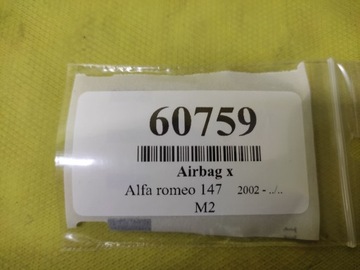 60759
Airbag x
Alfa romeo 147 2002 - ../..
M2